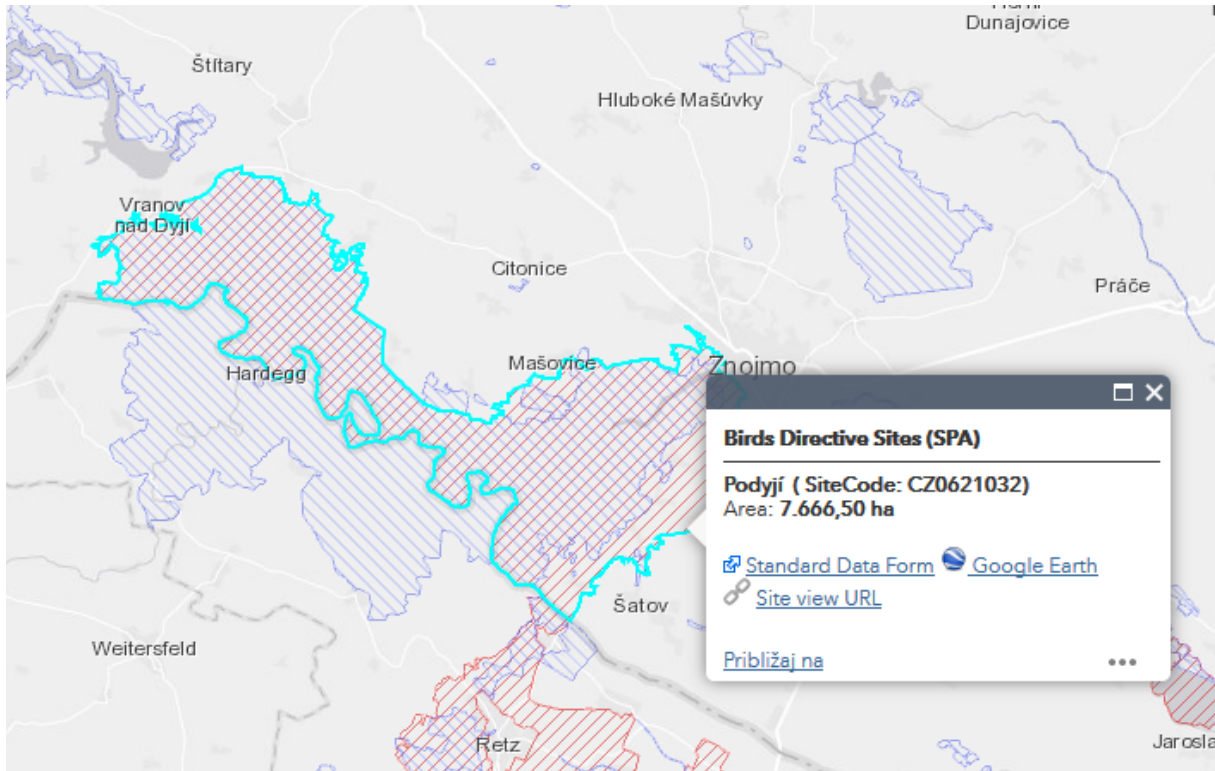 Dunajovice
Štítary
Hluboké Mašůvky
Vranov
nad Dyjí
Citonice
Práče
Mašovice
Znojmo
Hardegg
Birds Directive Sites (SPA)
Podyjí ( SiteCode: CZ0621032)
Area: 7.666,50 ha
Standard Data Form Google Earth
Site view URL
Šatov
Weitersfeld
Približaj na
Retz
Jarosla